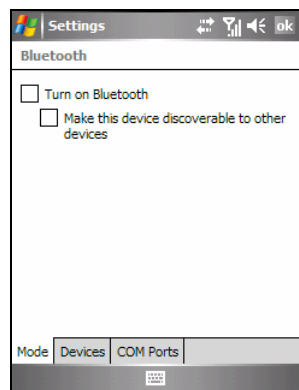 Settings
ok
Bluetooth
Turn on Bluetooth
Make this device discoverable to other
devices
Mode
Devices
COM Ports